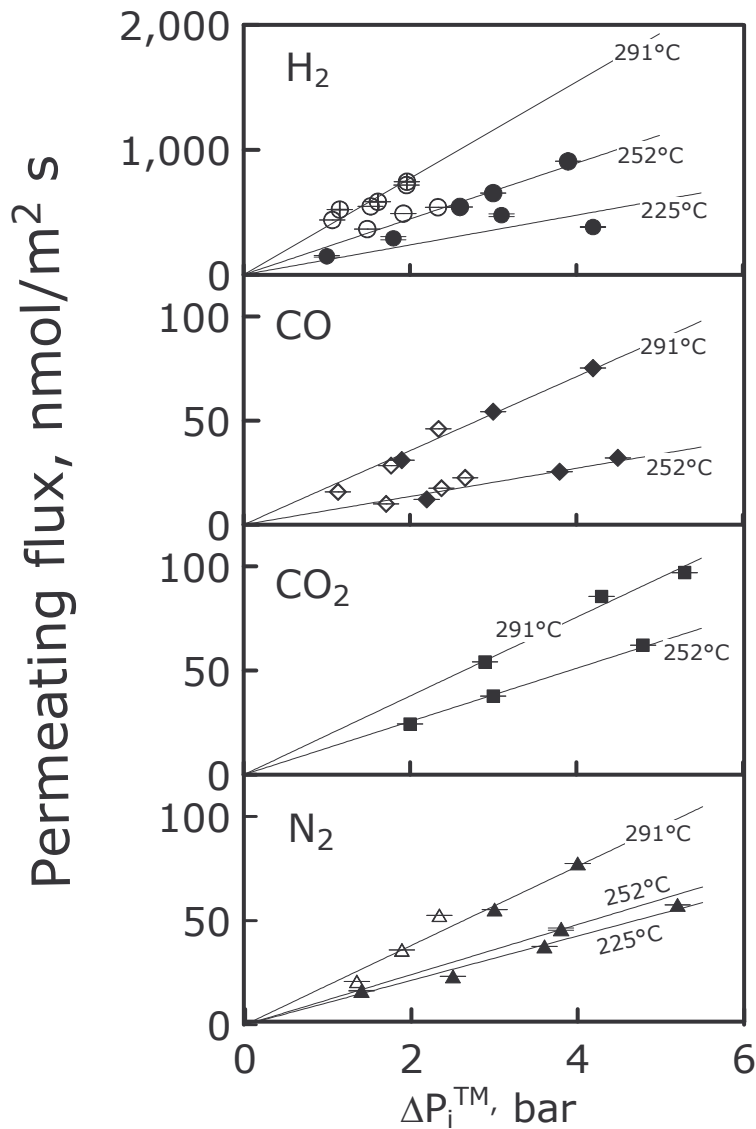 Permeating flux, nmol/m² s
2,000
1,000
0
H₂
291°C
252°C
225°C
100
50
0
CO
291°C
252°C
100
50
0
CO₂
291°C
252°C
100
50
0
N₂
291°C
252°C
225°C
0 2 4 6
ΔPᵢᵀᴹ, bar